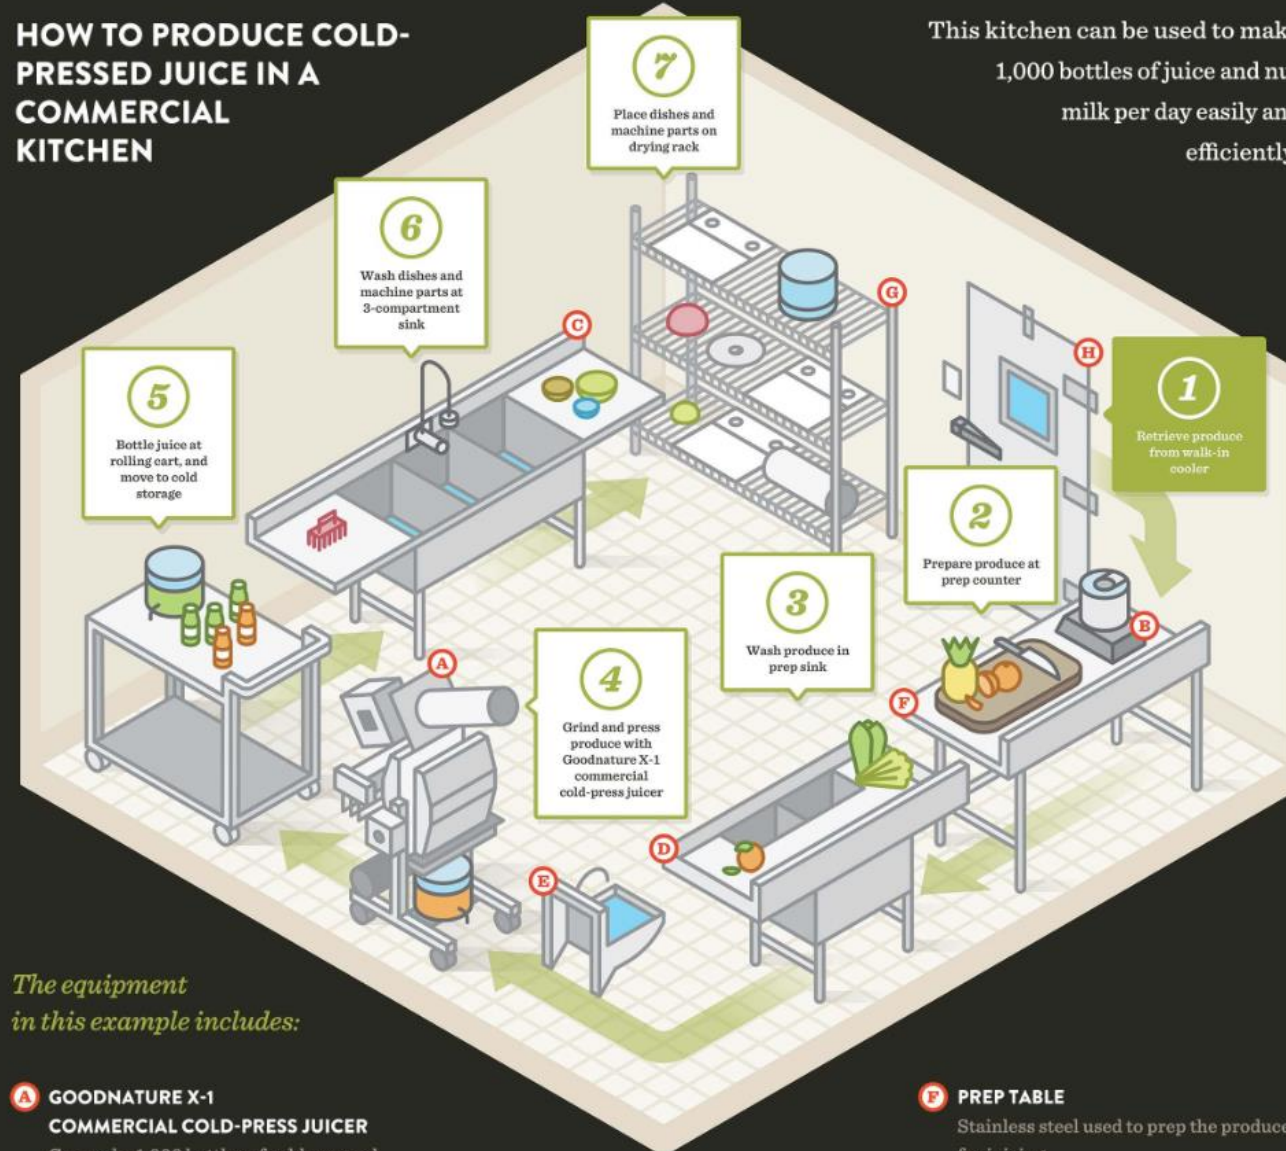 HOW TO PRODUCE COLD-
PRESSED JUICE IN A
COMMERCIAL
KITCHEN
This kitchen can be used to mak
1,000 bottles of juice and nu
milk per day easily an
efficiently
7
Place dishes and
machine parts on
drying rack
6
Wash dishes and
machine parts at
3-compartment
sink
5
Bottle juice at
rolling cart, and
move to cold
storage
C
G
H
1
Retrieve produce
from walk-in
cooler
2
Prepare produce at
prep counter
3
Wash produce in
prep sink
B
A
4
Grind and press
produce with
Goodnature X-1
commercial
cold-press juicer
F
D
E
The equipment
in this example includes:
A GOODNATURE X-1
COMMERCIAL COLD-PRESS JUICER
F PREP TABLE
Stainless steel used to prep the produce